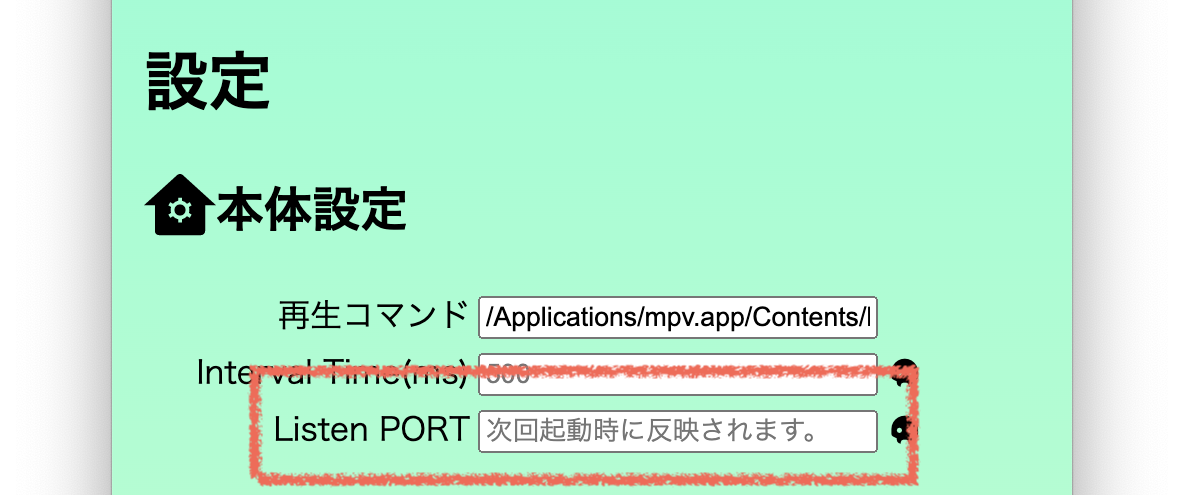 設定
本体設定
再生コマンド /Applications/mpv.app/Contents/
Interval Time(ms) 500
Listen PORT 次回起動時に反映されます。